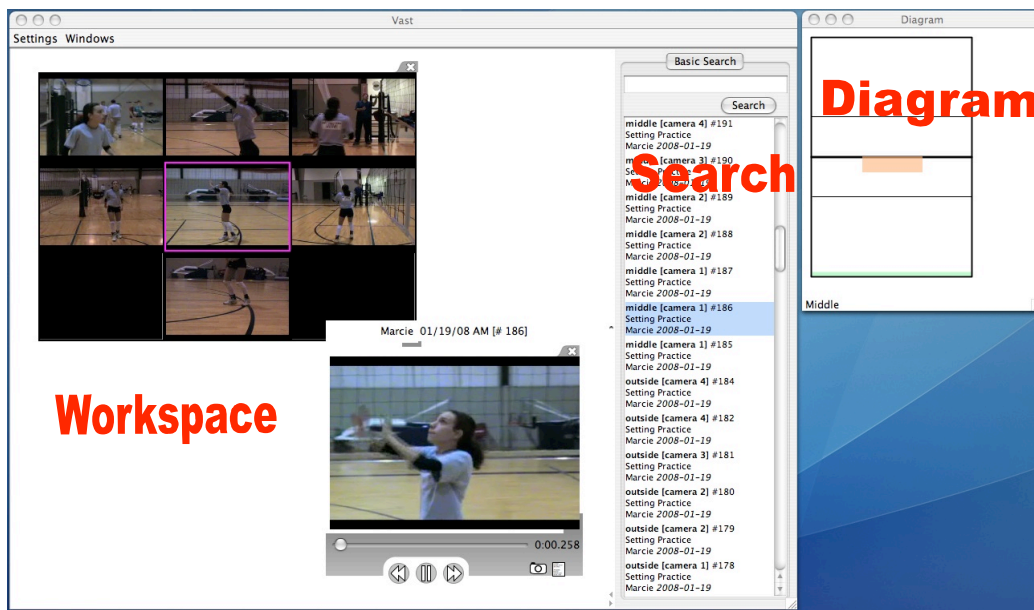 Vast
Settings Windows
Basic Search
Search
middle [camera 4] #191
Setting Practice
Marcie 2008-01-19
middle [camera 3] #190
Marcie 2008-01-19
middle [camera 2] #189
Setting Practice
Marcie 2008-01-19
middle [camera 2] #188
Setting Practice
Marcie 2008-01-19
middle [camera 1] #187
Setting Practice
Marcie 2008-01-19
middle [camera 1] #186
Setting Practice
Marcie 2008-01-19
middle [camera 1] #185
Setting Practice
Marcie 2008-01-19
outside [camera 4] #184
Setting Practice
Marcie 2008-01-19
outside [camera 4] #182
Setting Practice
Marcie 2008-01-19
outside [camera 3] #181
Setting Practice
Marcie 2008-01-19
outside [camera 2] #180
Setting Practice
Marcie 2008-01-19
outside [camera 2] #179
Setting Practice
Marcie 2008-01-19
outside [camera 1] #178
Setting Practice
Marcie 2008-01-19
Search
Marcie 01/19/08 AM [# 186]
0:00.258
Workspace
Diagram
Diagram
Middle